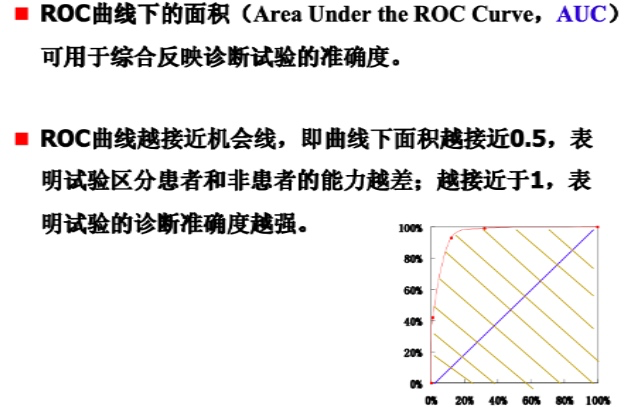 ROC曲线下的面积（Area Under the ROC Curve，AUC）
可用于综合反映诊断试验的准确度。
ROC曲线越接近机会线，即曲线下面积越接近0.5，表
明试验区分患者和非患者的能力越差；越接近于1，表
明试验的诊断准确度越强。
100%
80%
60%
40%
20%
0%
0% 20% 40% 60% 80% 100%